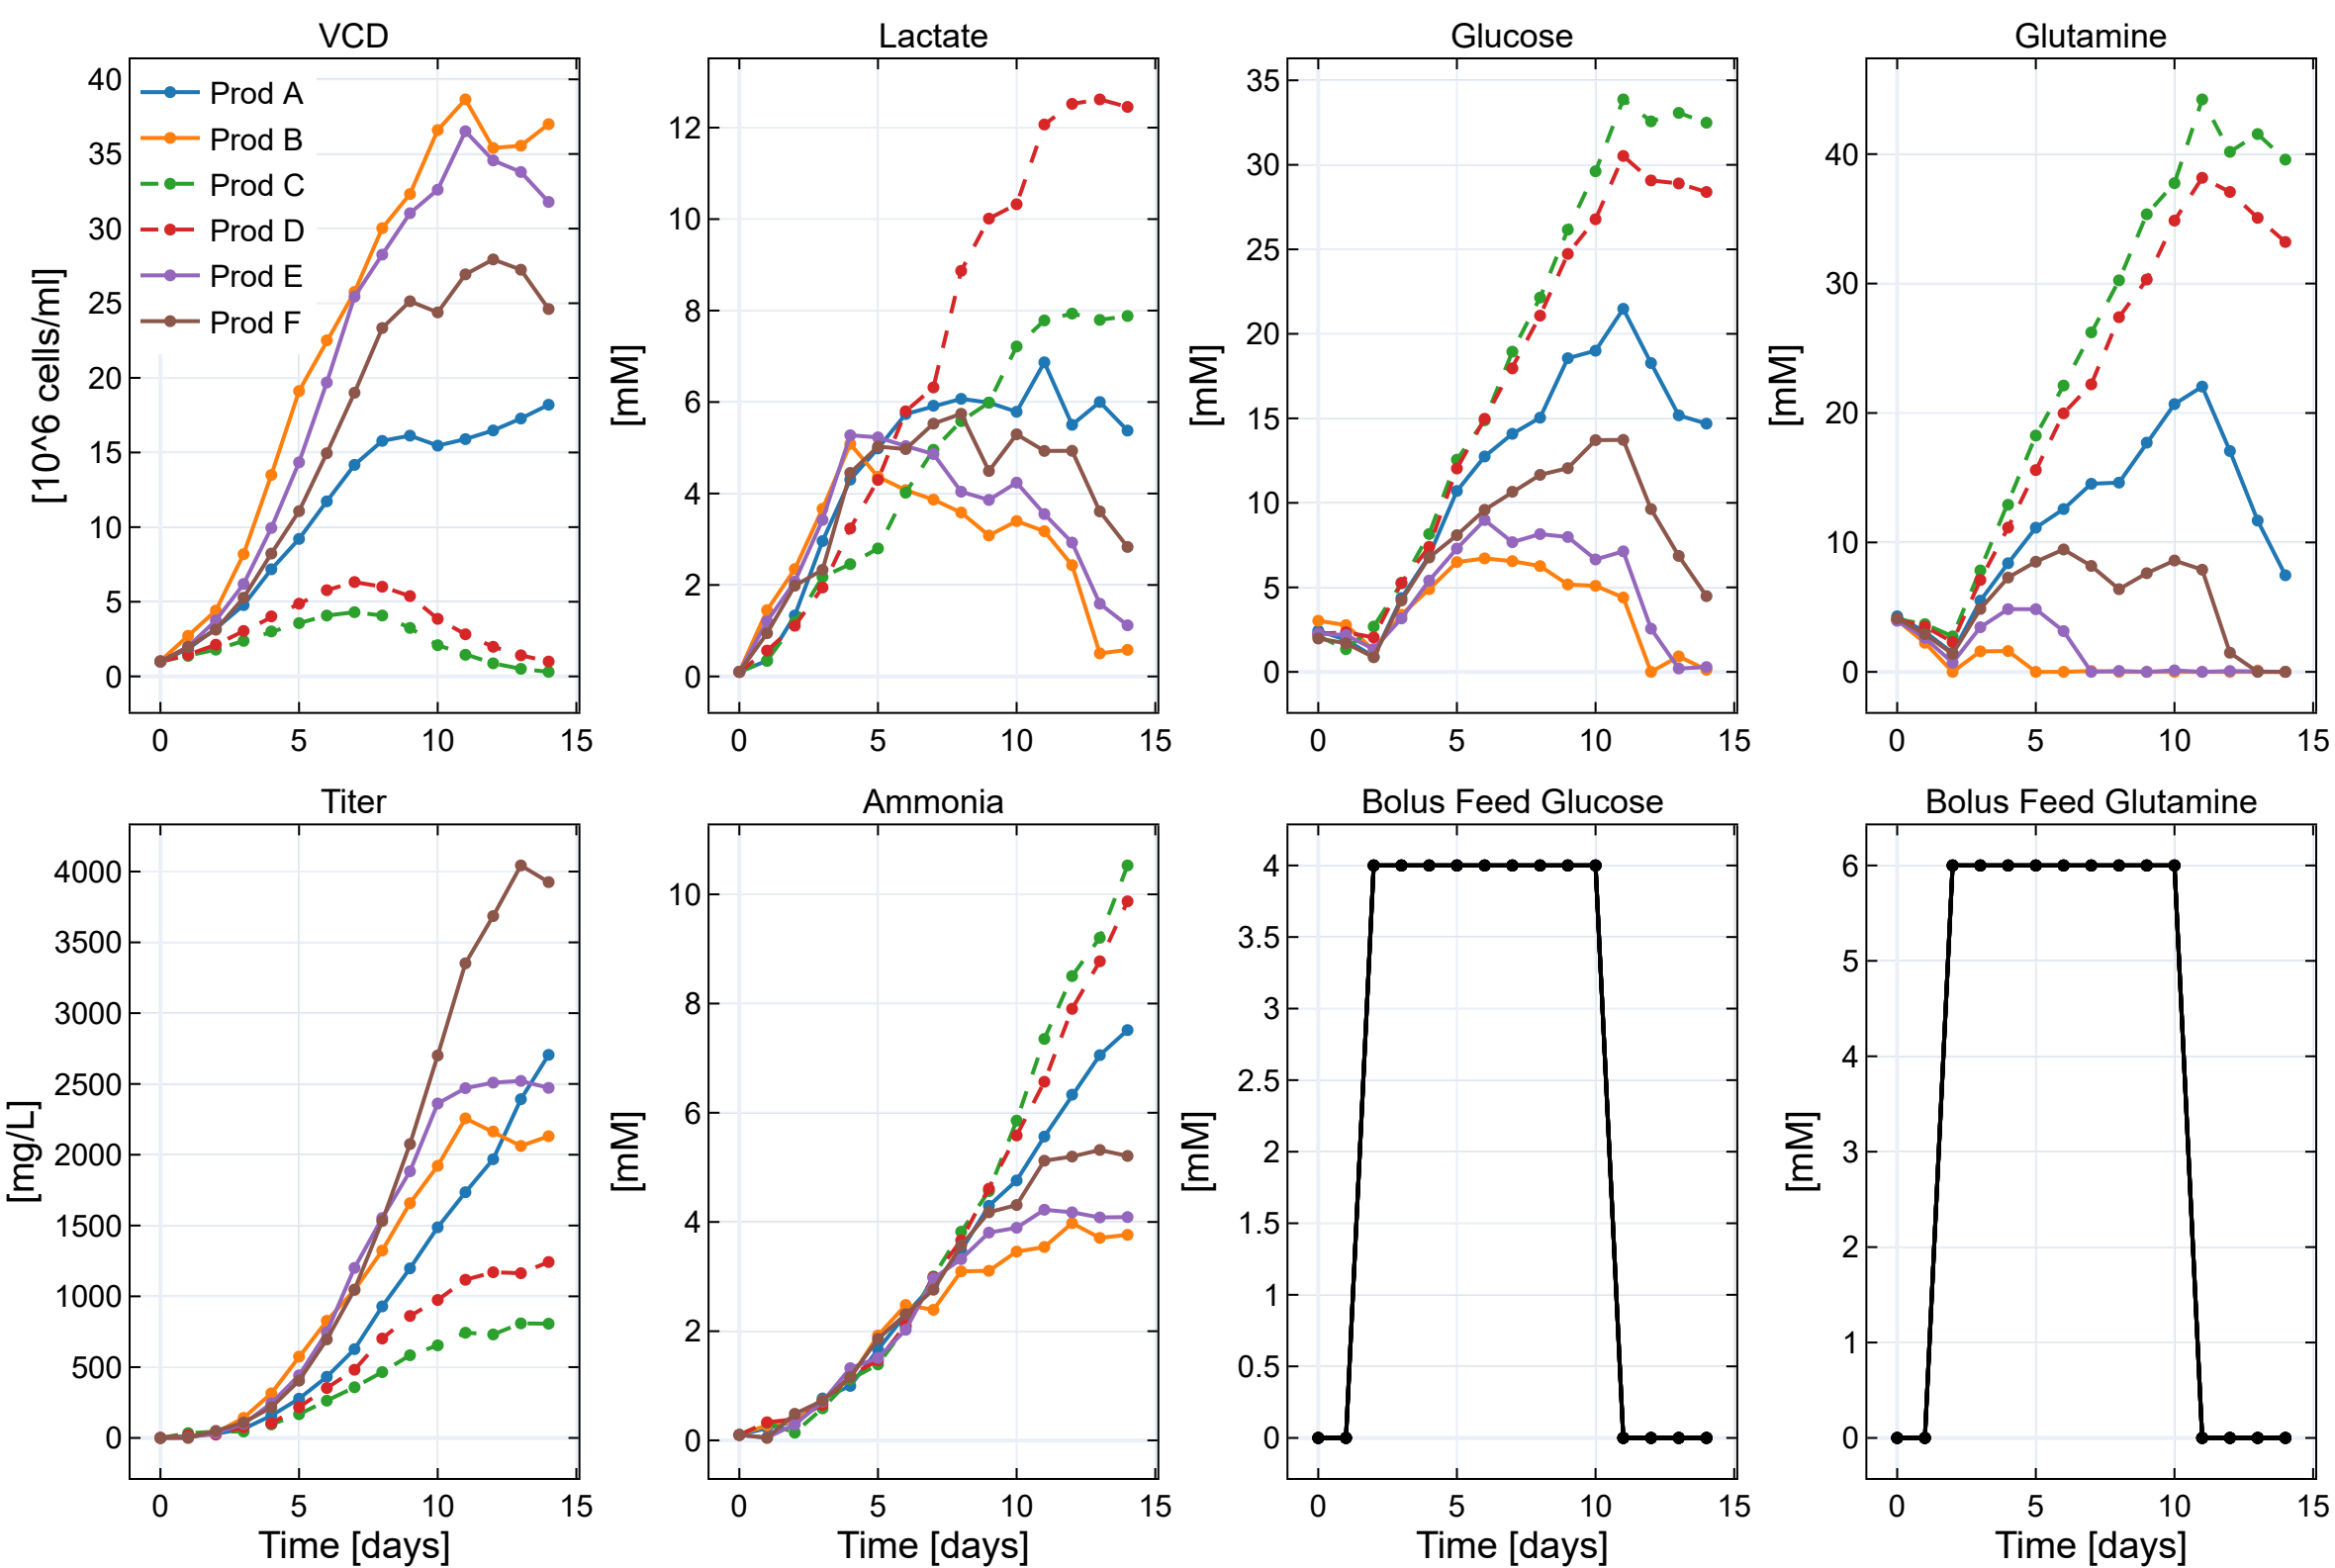 VCD
40
35
30
25
20
15
10
5
0
0 5 10 15
[10^6 cells/ml]
Prod A
Prod B
Prod C
Prod D
Prod E
Prod F
Lactate
12
10
8
6
4
2
0
0 5 10 15
[mM]
Glucose
35
30
25
20
15
10
5
0
0 5 10 15
[mM]
Glutamine
40
30
20
10
0
0 5 10 15
[mM]
Titer
4000
3500
3000
2500
2000
1500
1000
500
0
0 5 10 15
[mg/L]
Time [days]
Ammonia
10
8
6
4
2
0
0 5 10 15
[mM]
Time [days]
Bolus Feed Glucose
4
3.5
3
2.5
2
1.5
1
0.5
0
0 5 10 15
[mM]
Time [days]
Bolus Feed Glutamine
6
5
4
3
2
1
0
0 5 10 15
[mM]
Time [days]